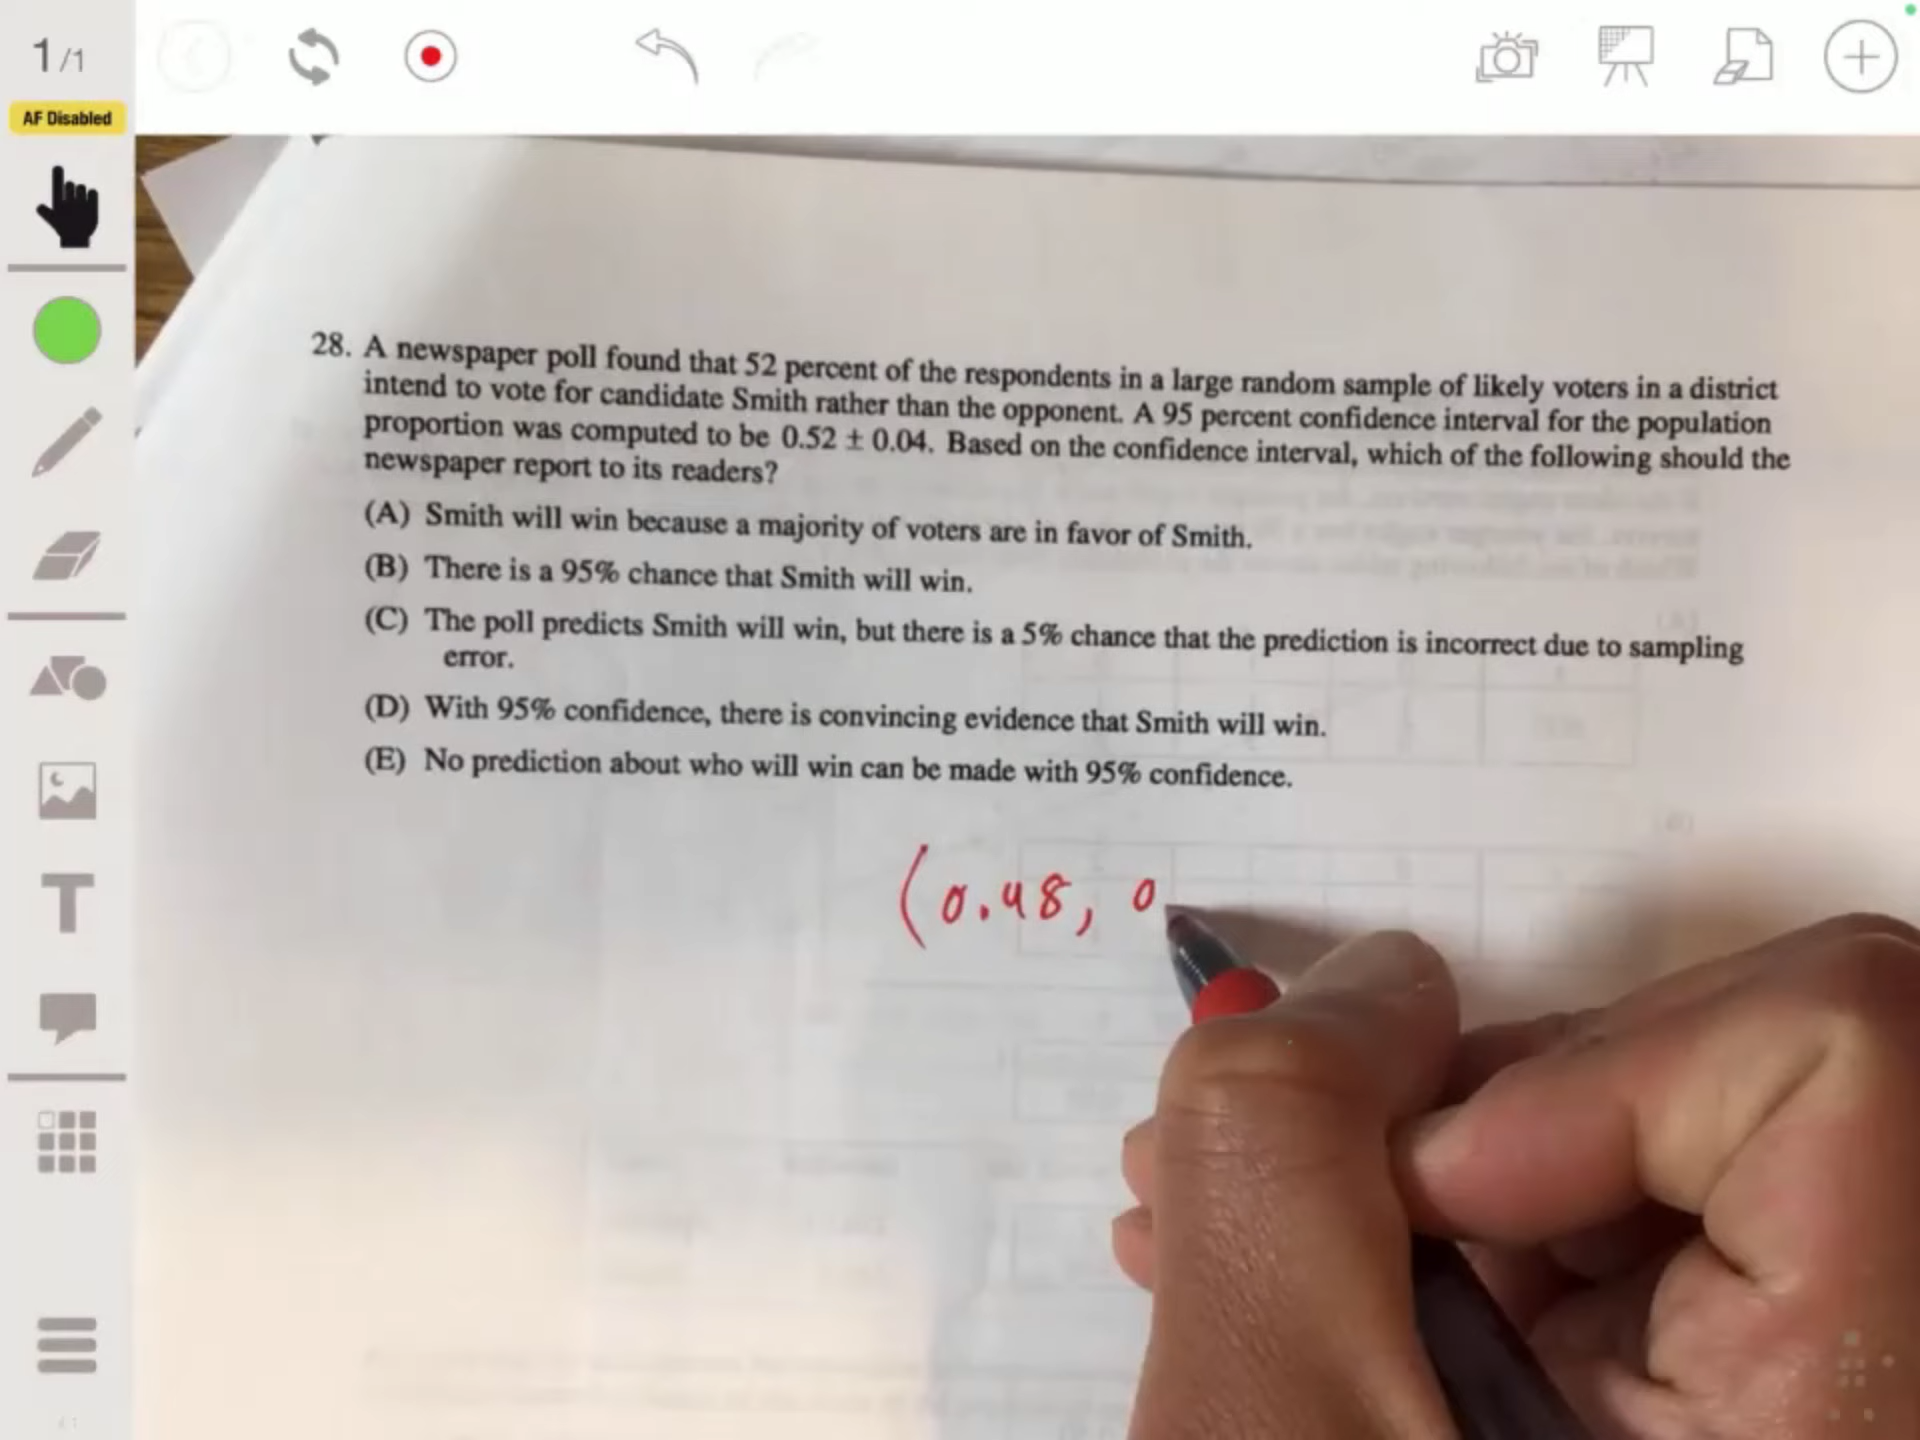 1/1
AF Disabled
28. A newspaper poll found that 52 percent of the respondents in a large random sample of likely voters in a district
intend to vote for candidate Smith rather than the opponent. A 95 percent confidence interval for the population
proportion was computed to be 0.52 ± 0.04. Based on the confidence interval, which of the following should the
newspaper report to its readers?
(A) Smith will win because a majority of voters are in favor of Smith.
(B) There is a 95% chance that Smith will win.
(C) The poll predicts Smith will win, but there is a 5% chance that the prediction is incorrect due to sampling
error.
(D) With 95% confidence, there is convincing evidence that Smith will win.
(E) No prediction about who will win can be made with 95% confidence.
(0.48, 0.
T